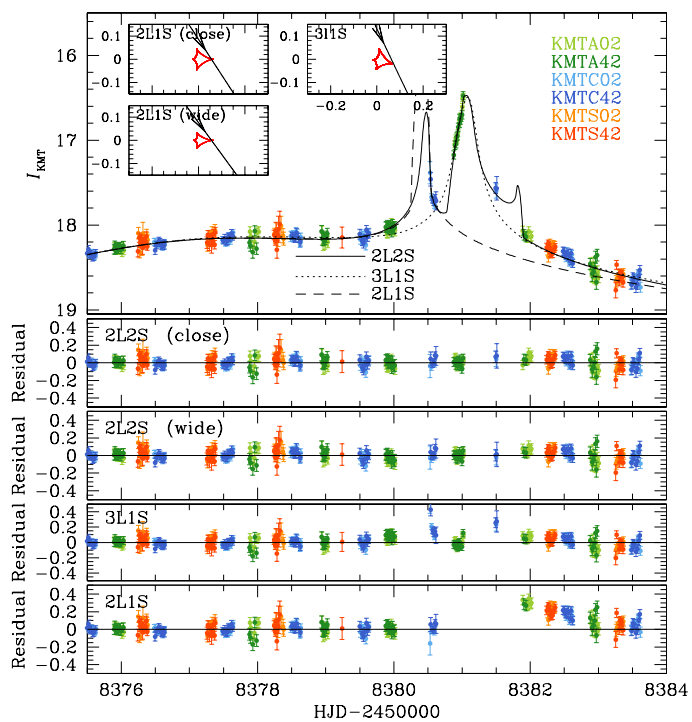 2L1S (close)
0.1
0
-0.1
3L1S
0.1
0
-0.1
-0.2 0 0.2
2L1S (wide)
0.1
0
-0.1
KMTA02
KMTA42
KMTC02
KMTC42
KMTS02
KMTS42
16
17
18
19
I_KMT
2L2S
3L1S
2L1S
2L2S (close)
0.4
0.2
0
-0.2
0.4
Residual
2L2S (wide)
0.4
0.2
0
-0.2
0.4
Residual
3L1S
0.4
0.2
0
-0.2
0.4
Residual
2L1S
0.4
0.2
0
-0.2
0.4
Residual
8376 8378 8380 8382 8384
HJD-2450000